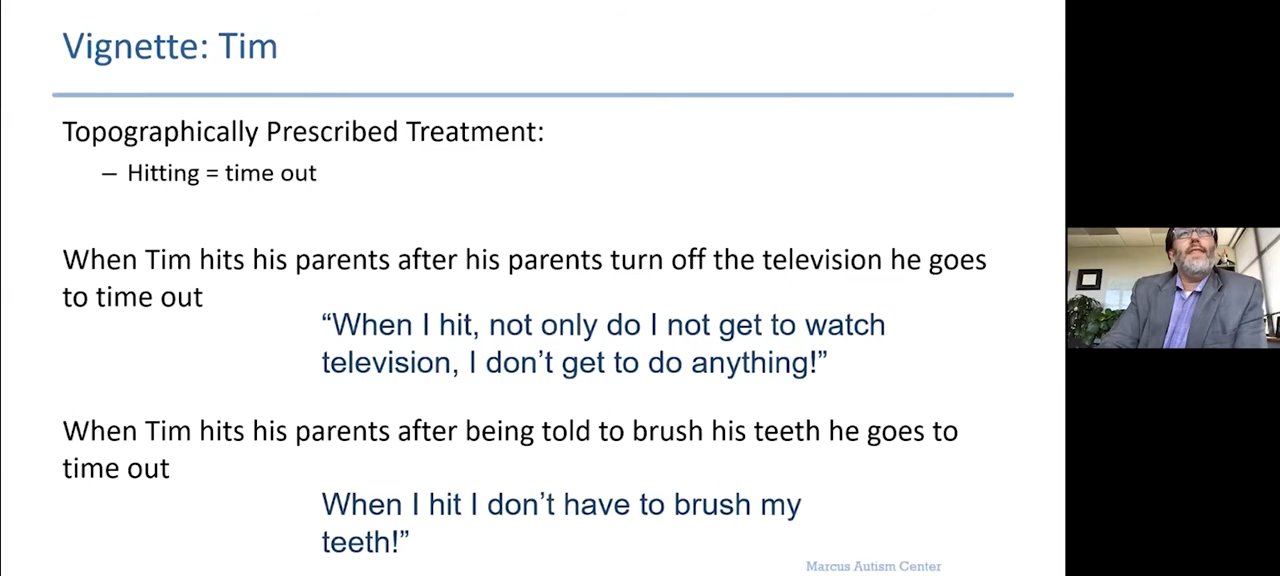 Vignette: Tim
Topographically Prescribed Treatment:
– Hitting = time out
When Tim hits his parents after his parents turn off the television he goes
to time out
“When I hit, not only do I not get to watch
television, I don’t get to do anything!”
When Tim hits his parents after being told to brush his teeth he goes to
time out
When I hit I don’t have to brush my
teeth!”
Marcus Autism Center